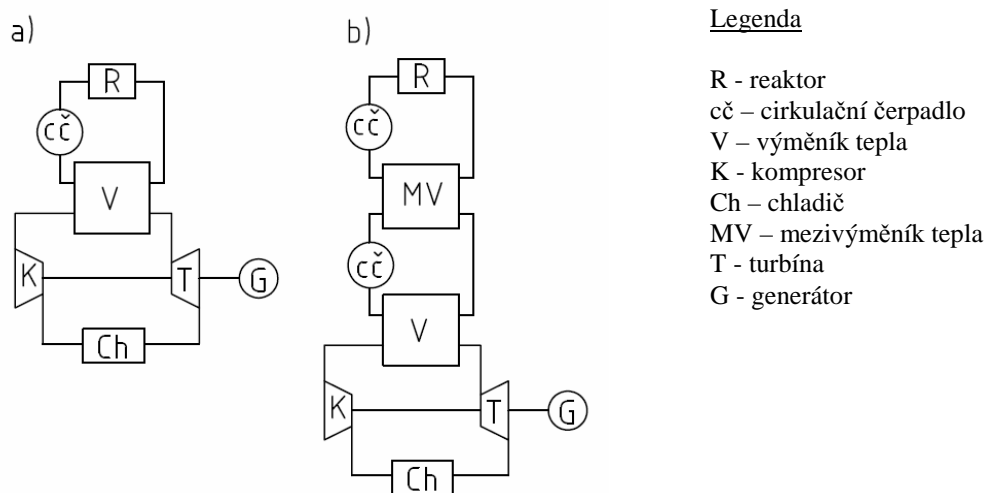 a)
R
cč
V
K
T
G
Ch
b)
R
cč
MV
cč
V
K
T
G
Ch
Legenda
R - reaktor
cč – cirkulační čerpadlo
V – výměník tepla
K - kompresor
Ch – chladič
MV – mezivýměník tepla
T - turbína
G - generátor